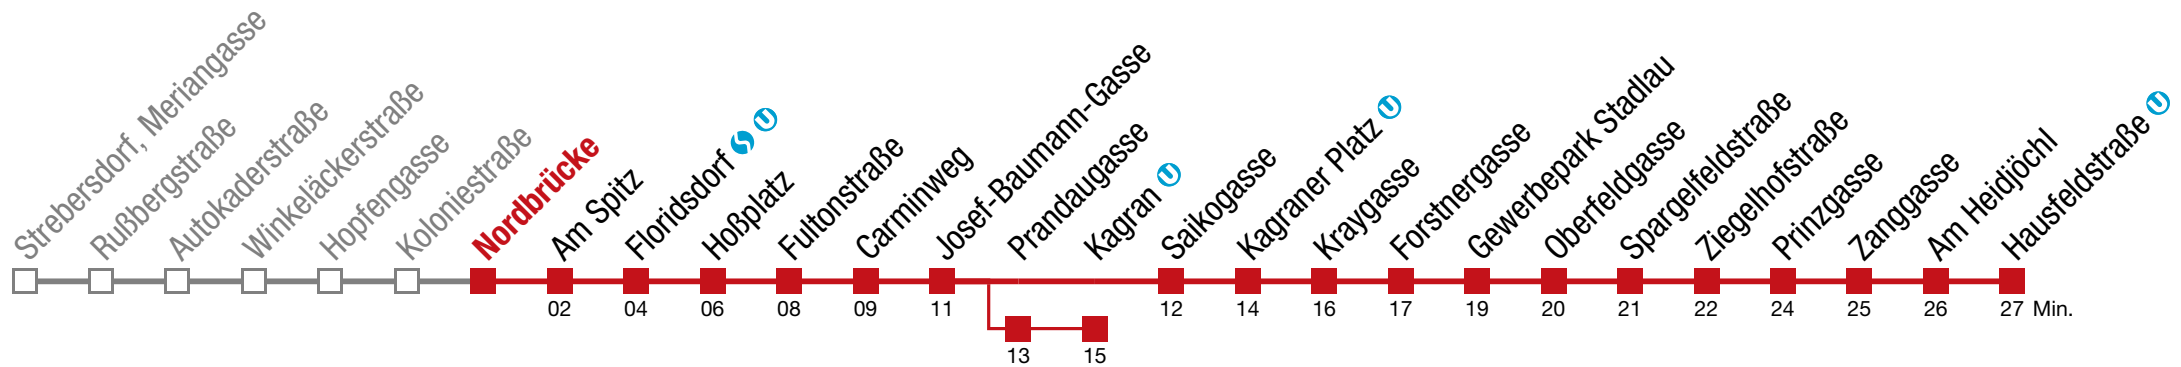 Strebersdorf, Meriangasse
Rußbergstraße
Autokaderstraße
Winkeläckerstraße
Hopfengasse
Koloniestraße
Nordbrücke
Am Spitz
Floridsdorf
Hoßplatz
Fultonstraße
Carminweg
Josef-Baumann-Gasse
Prandaugasse
Kagran
Saikogasse
Kagraner Platz
Kraygasse
Forstnergasse
Gewerbepark Stadlau
Oberfeldgasse
Spargelfeldstraße
Ziegelhofstraße
Prinzgasse
Zanggasse
Am Heidjöchl
Hausfeldstraße
02 04 06 08 09 11 12 14 16 17 19 20 21 22 24 25 26 27 Min.
13 15